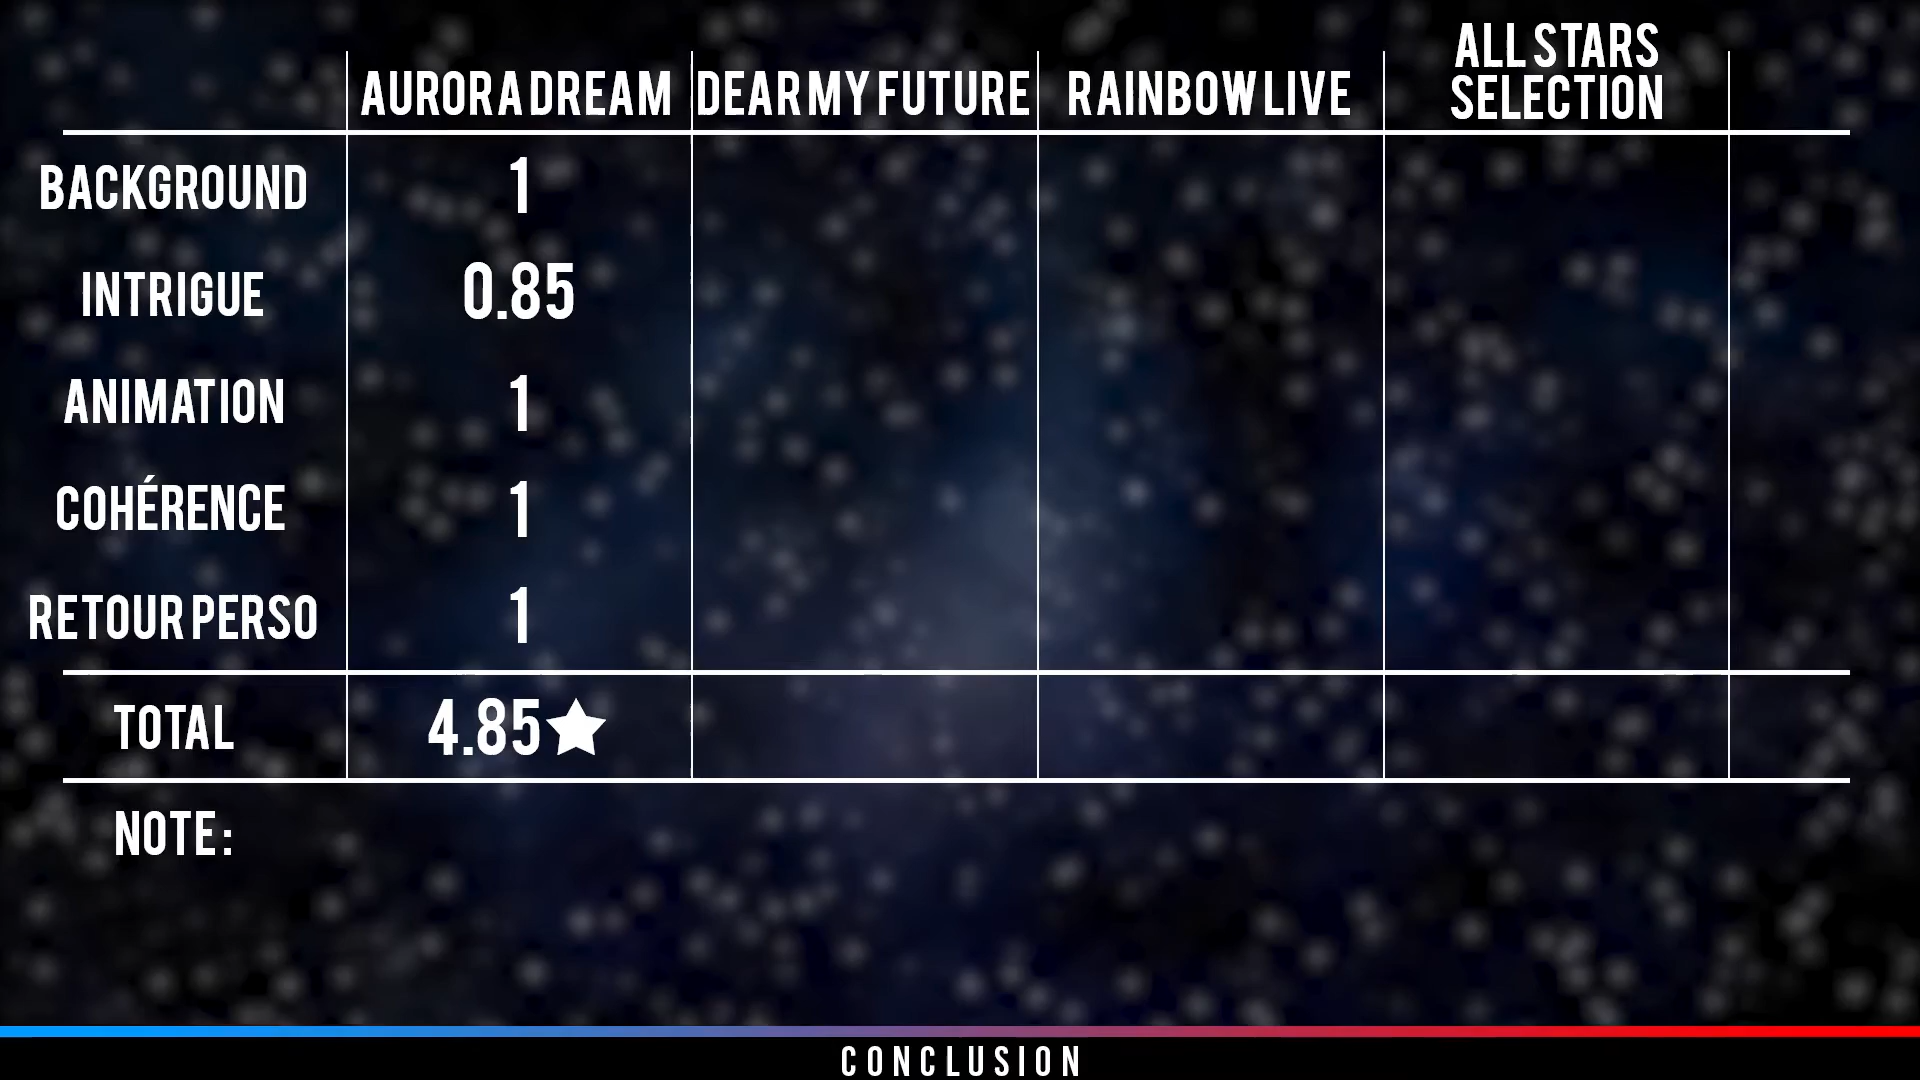 AURORA DREAM DEAR MY FUTURE RAINBOW LIVE ALL STARS
SELECTION
BACKGROUND 1
INTRIGUE 0.85
ANIMATION 1
COHÉRENCE 1
RETOUR PERSO 1
TOTAL 4.85★
NOTE :
CONCLUSION